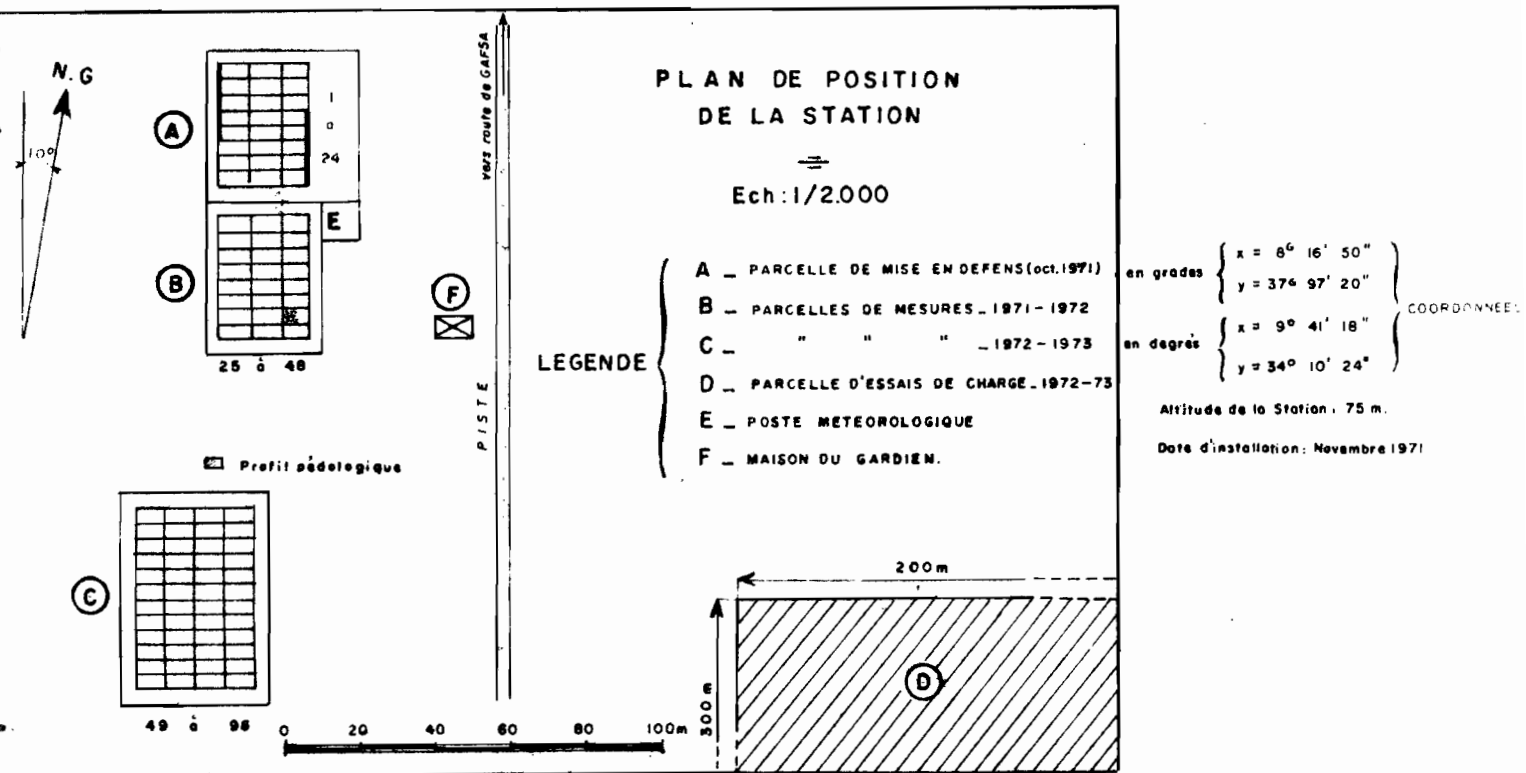 N.G
10°
A
1
à
24
B
E
25 à 48
F
vers route de GAFSA
PISTE
Profil pédologique
C
49 à 96
PLAN DE POSITION
DE LA STATION
Ech : 1/2.000
LEGENDE
A _ PARCELLE DE MISE EN DEFENS (oct.1971)
B _ PARCELLES DE MESURES _ 1971-1972
C _ " " " _ 1972-1973
D _ PARCELLE D'ESSAIS DE CHARGE _ 1972-73
E _ POSTE METEOROLOGIQUE
F _ MAISON DU GARDIEN.
en grades
x = 8G 16' 50"
y = 37G 97' 20"
en degrés
x = 9° 41' 18"
y = 34° 10' 24"
COORDONNEES
Altitude de la Station : 75 m.
Date d'installation : Novembre 1971
200m
300m
D
0 20 40 60 80 100m